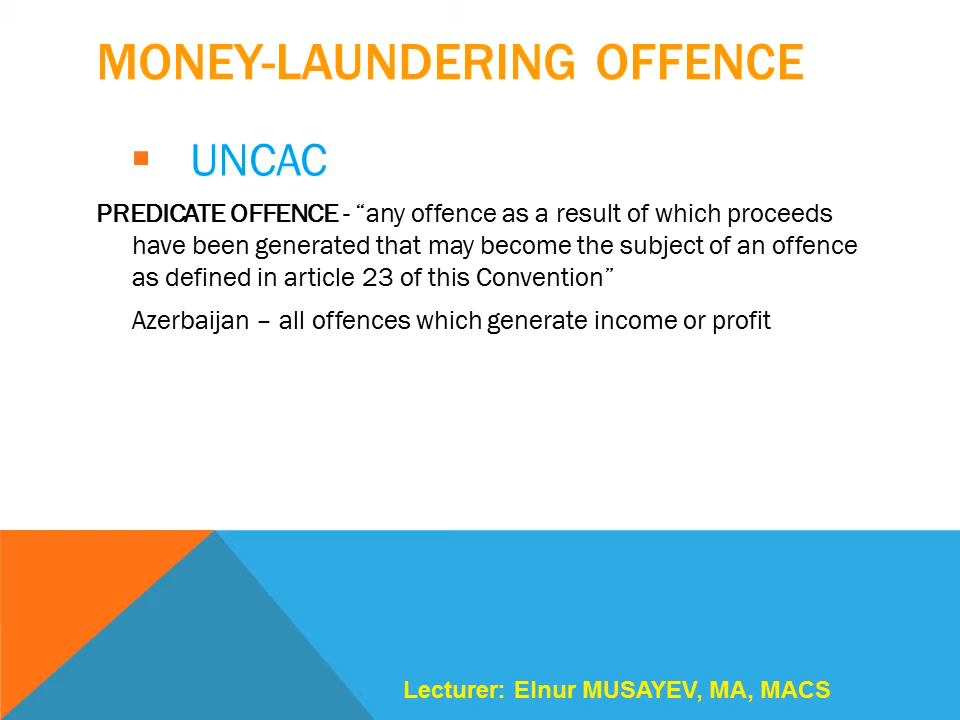 MONEY-LAUNDERING OFFENCE
▪ UNCAC
PREDICATE OFFENCE - “any offence as a result of which proceeds
have been generated that may become the subject of an offence
as defined in article 23 of this Convention”
Azerbaijan – all offences which generate income or profit
Lecturer: Elnur MUSAYEV, MA, MACS